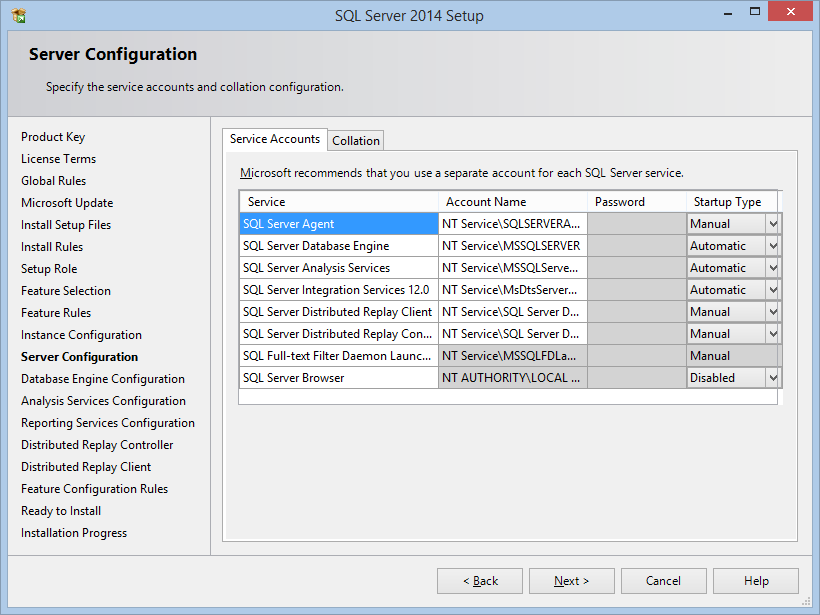 SQL Server 2014 Setup
Server Configuration
Specify the service accounts and collation configuration.
Product Key
License Terms
Global Rules
Microsoft Update
Install Setup Files
Install Rules
Setup Role
Feature Selection
Feature Rules
Instance Configuration
Server Configuration
Database Engine Configuration
Analysis Services Configuration
Reporting Services Configuration
Distributed Replay Controller
Distributed Replay Client
Feature Configuration Rules
Ready to Install
Installation Progress
Service Accounts Collation
Microsoft recommends that you use a separate account for each SQL Server service.
Service Account Name Password Startup Type
SQL Server Agent NT Service\SQLSERVERA... Manual
SQL Server Database Engine NT Service\MSSQLSERVER Automatic
SQL Server Analysis Services NT Service\MSSQLServe... Automatic
SQL Server Integration Services 12.0 NT Service\MsDtsServer... Automatic
SQL Server Distributed Replay Client NT Service\SQL Server D... Manual
SQL Server Distributed Replay Con... NT Service\SQL Server D... Manual
SQL Full-text Filter Daemon Launc... NT Service\MSSQLFDLa... Manual
SQL Server Browser NT AUTHORITY\LOCAL ... Disabled
< Back Next > Cancel Help